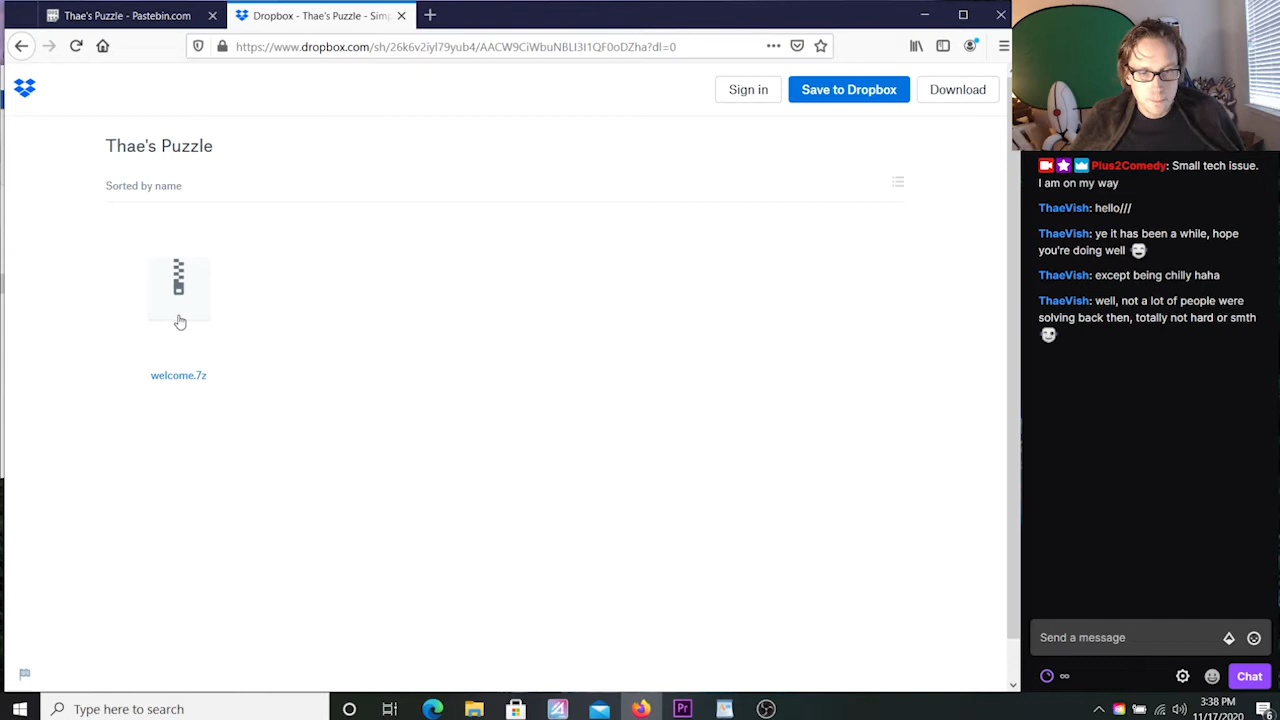 Thae's Puzzle - Pastebin.com
Dropbox - Thae's Puzzle - Sim
https://www.dropbox.com/sh/26k6v2iyl79yub4/AACW9CiWbuNBLI3I1QF0oDZha?dl=0
Sign in
Save to Dropbox
Download
Thae's Puzzle
Sorted by name
welcome.7z
Plus2Comedy: Small tech issue.
I am on my way
ThaeVish: hello///
ThaeVish: ye it has been a while, hope
you're doing well
ThaeVish: except being chilly haha
ThaeVish: well, not a lot of people were
solving back then, totally not hard or smth
Send a message
∞
Chat
Type here to search
3:38 PM
11/17/2020